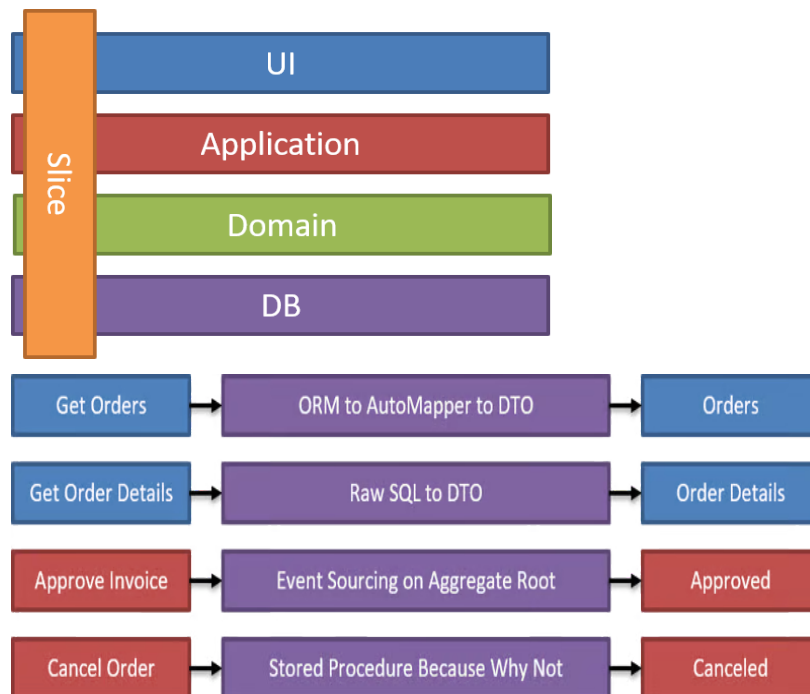 Slice
UI
Application
Domain
DB
Get Orders
ORM to AutoMapper to DTO
Orders
Get Order Details
Raw SQL to DTO
Order Details
Approve Invoice
Event Sourcing on Aggregate Root
Approved
Cancel Order
Stored Procedure Because Why Not
Canceled